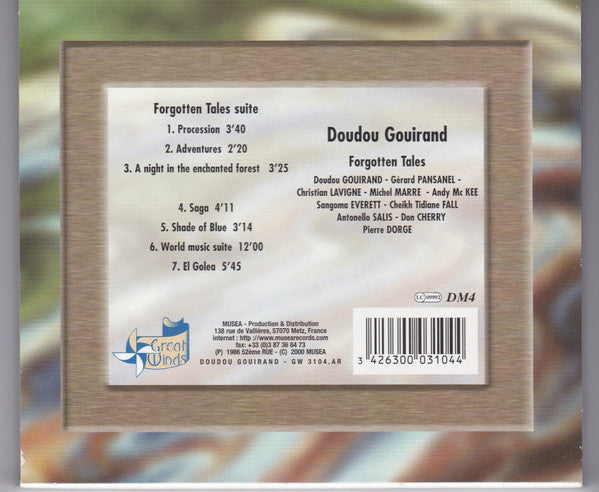 Forgotten Tales suite
1. Procession 3'40
2. Adventures 2'20
3. A night in the enchanted forest 3'25
4. Saga 4'11
5. Shade of Blue 3'14
6. World music suite 12'00
7. El Golea 5'45
Doudou Gouirand
Forgotten Tales
Doudou GOUIRAND - Gérard PANSANEL -
Christian LAVIGNE - Michel MARRE - Andy Mc KEE
Sangoma EVERETT - Cheikh Tidiane FALL
Antonello SALIS - Don CHERRY
Pierre DORGE
LC 09992 DM4
Great Winds
MUSEA – Production & Distribution
138 rue de Vallières, 57070 Metz, France
internet : http://www.musearecords.com
fax: +33 (0)3 87 36 64 73
(P) 1986 52ème RUE - (C) 2000 MUSEA
DOUDOU GOUIRAND - GW 3104.AR
3 426300 031044